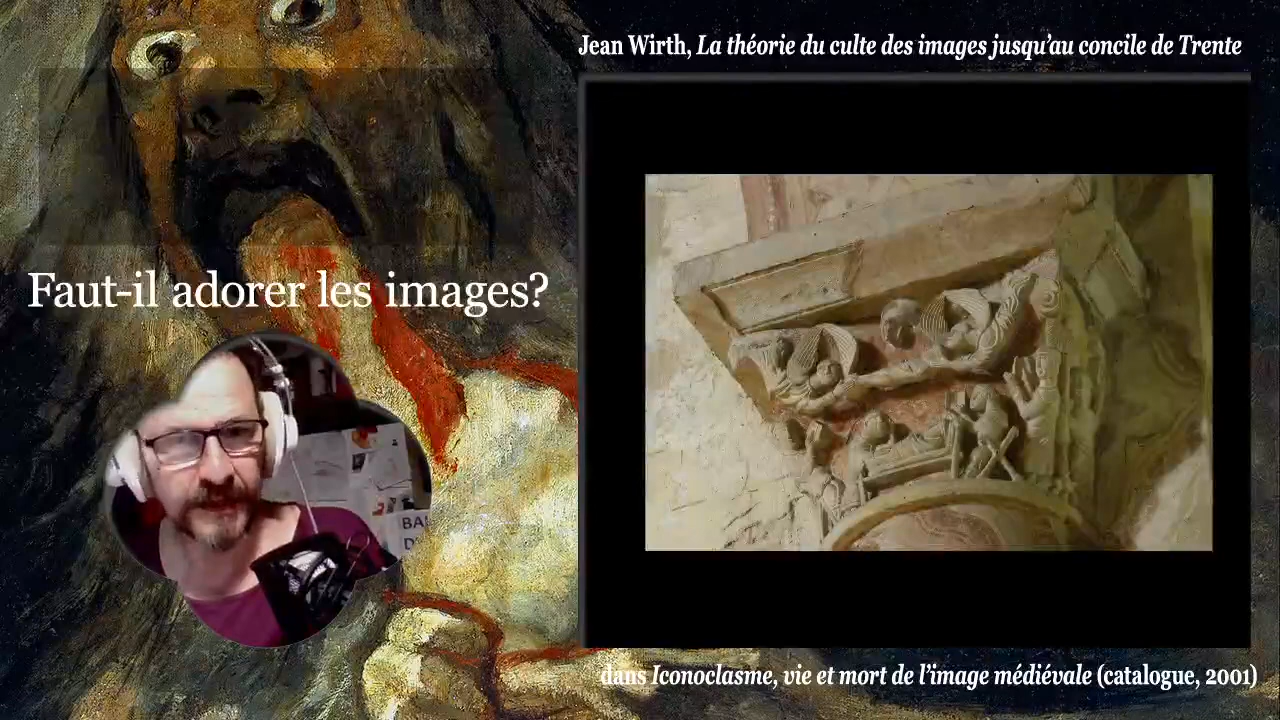 Jean Wirth, La théorie du culte des images jusqu'au concile de Trente
Faut-il adorer les images?
BA
D
dans Iconoclasme, vie et mort de l'image médiévale (catalogue, 2001)